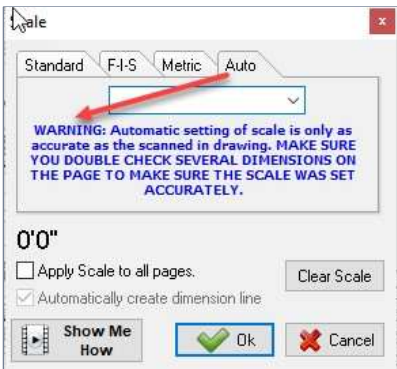 Scale
x
Standard F-I-S Metric Auto
WARNING: Automatic setting of scale is only as
accurate as the scanned in drawing. MAKE SURE
YOU DOUBLE CHECK SEVERAL DIMENSIONS ON
THE PAGE TO MAKE SURE THE SCALE WAS SET
ACCURATELY.
0'0"
Apply Scale to all pages.
Clear Scale
Automatically create dimension line
Show Me
How
Ok
Cancel